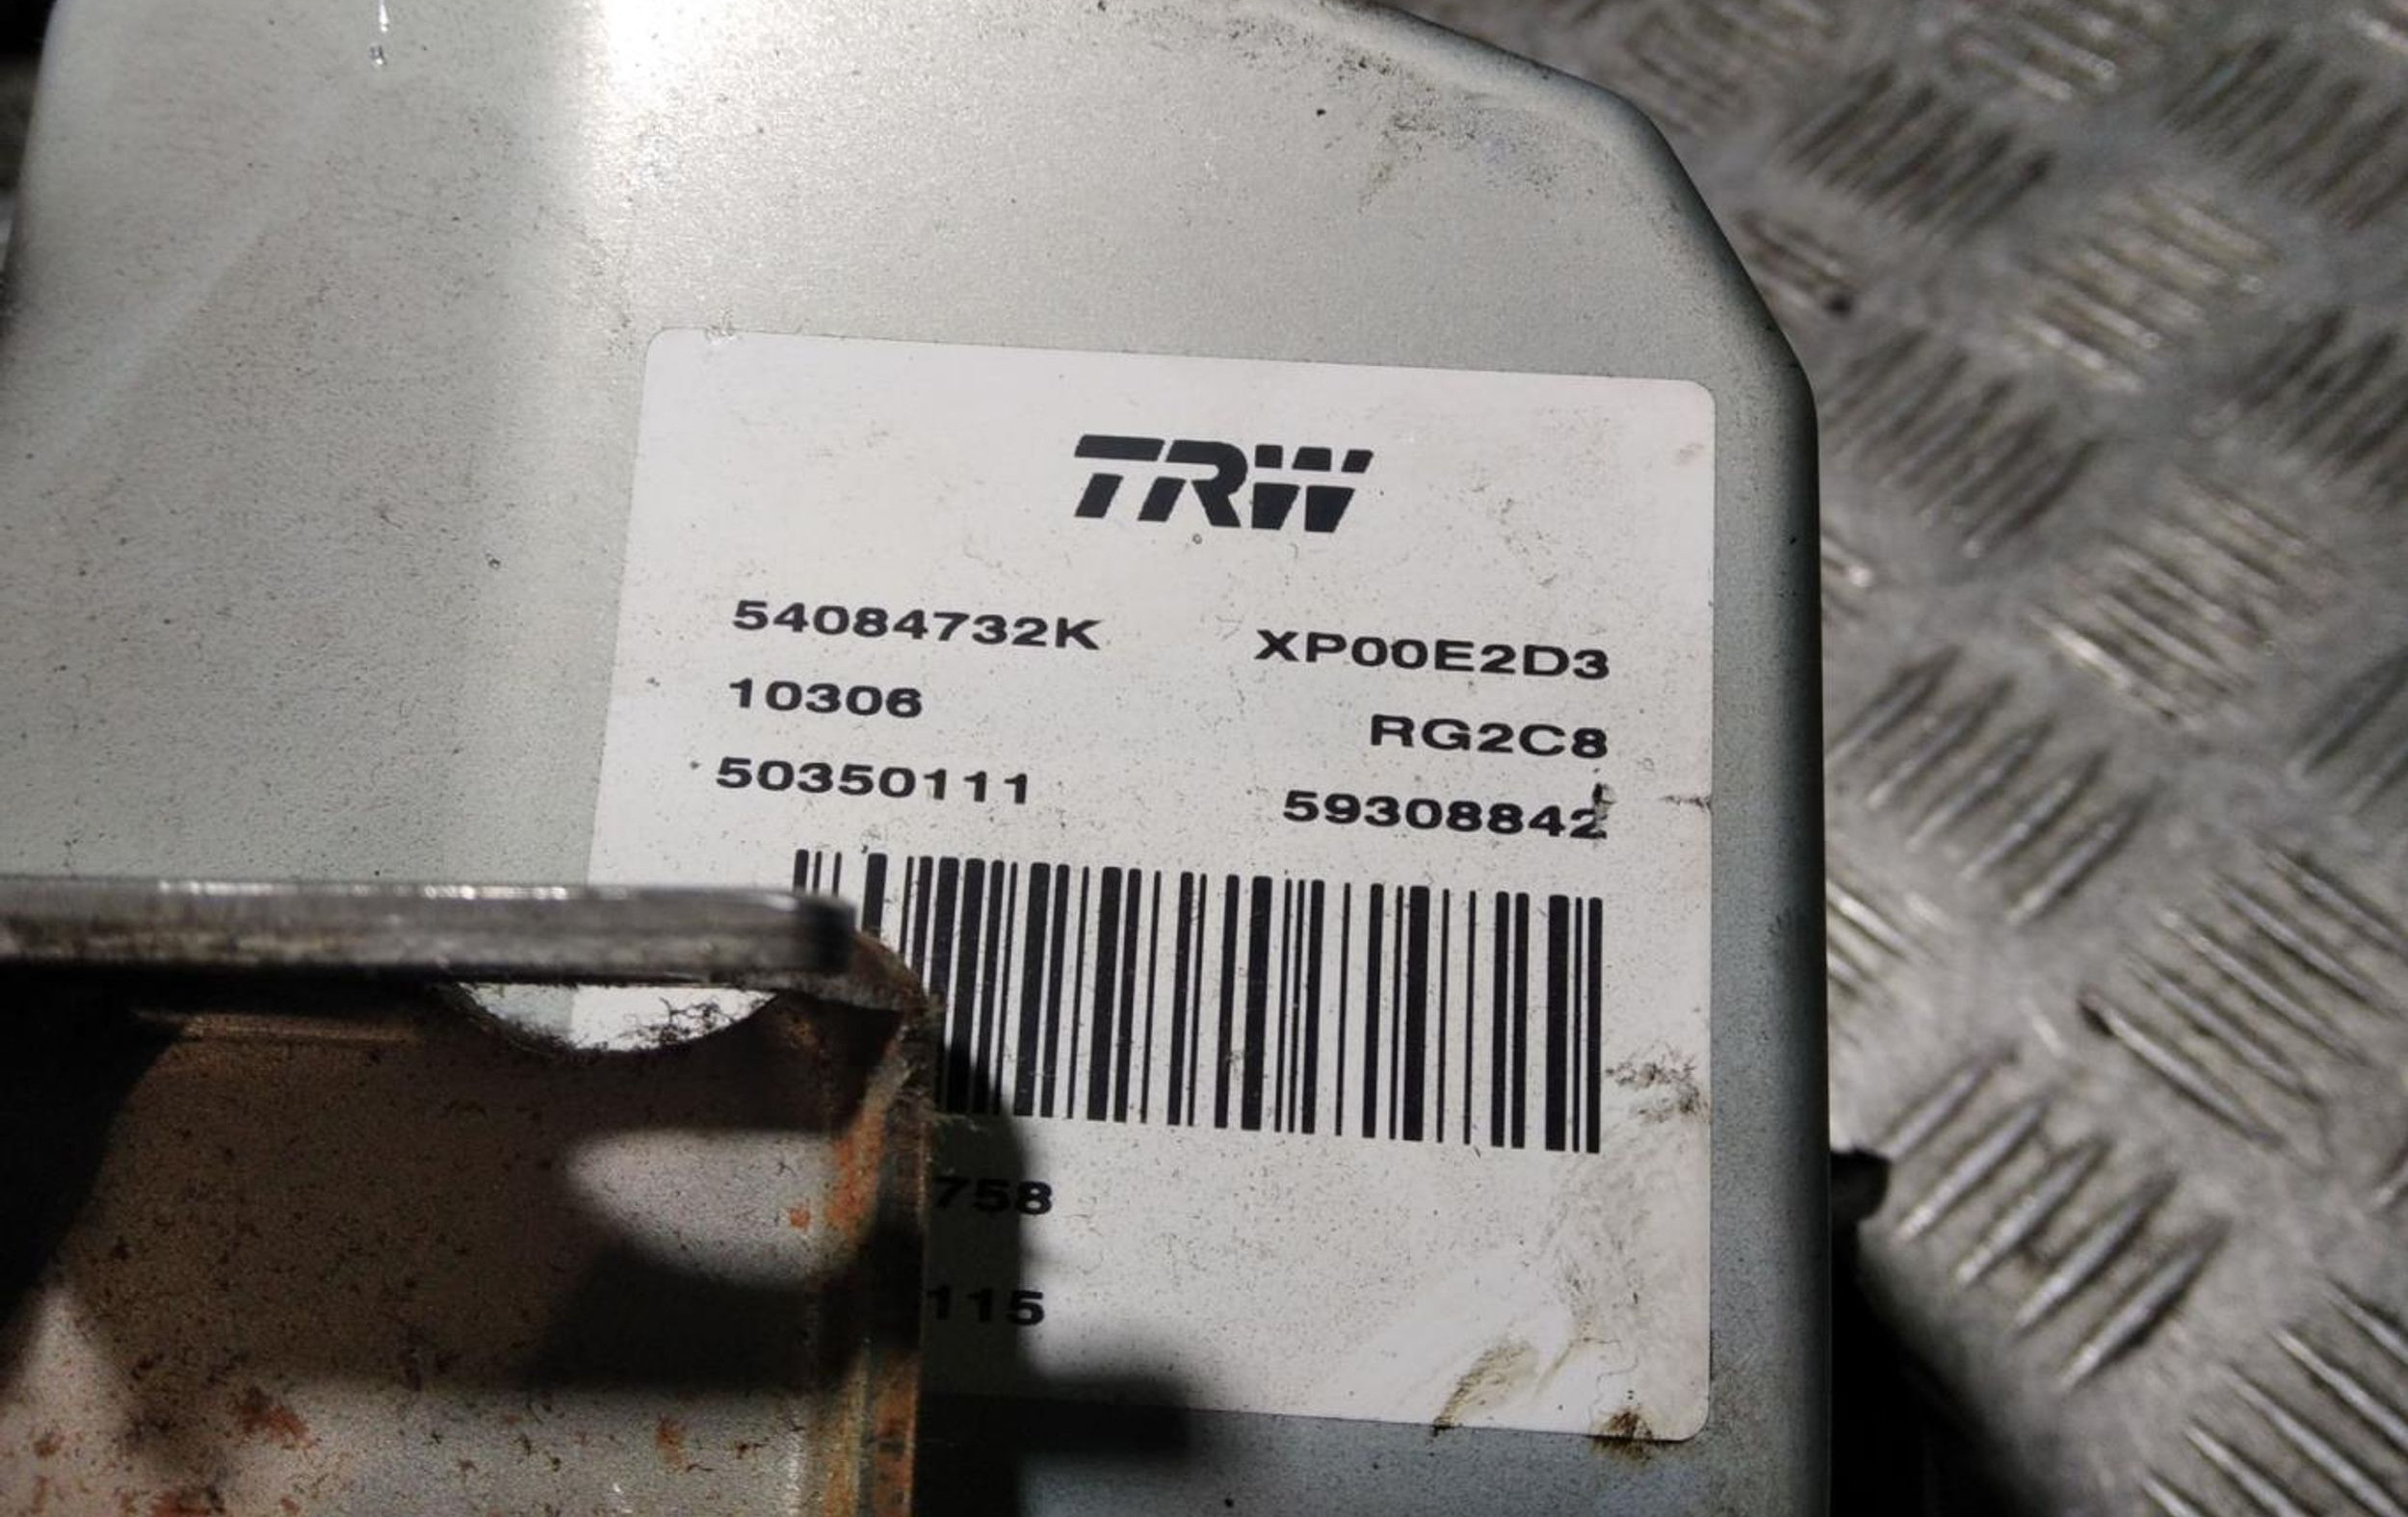 TRW
54084732K XP00E2D3
10306 RG2C8
50350111 59308842
758
115